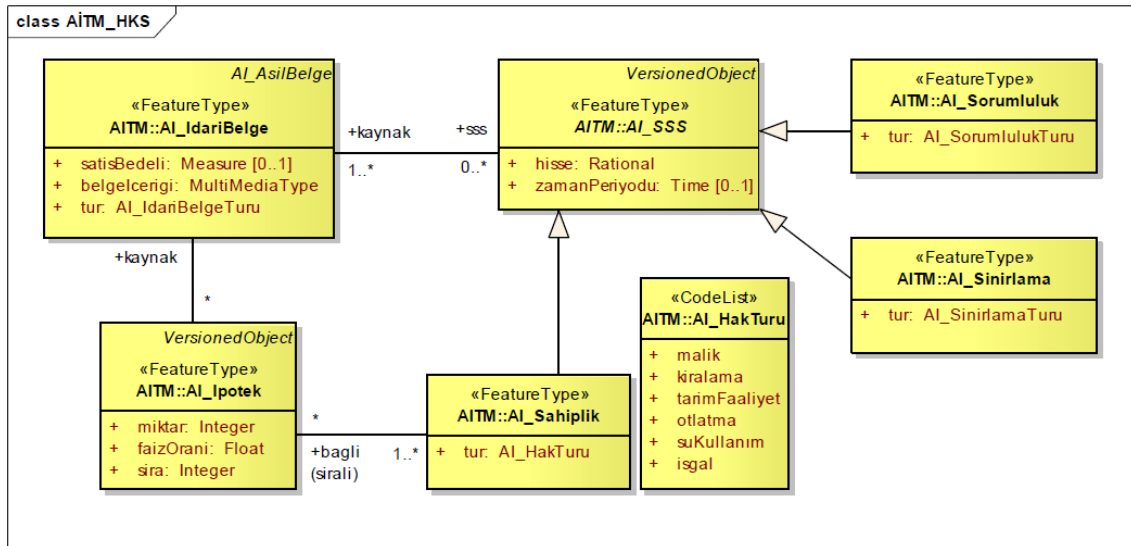 class AİTM_HKS
AI_AsilBelge
«FeatureType»
AITM::AI_IdariBelge
+ satisBedeli: Measure [0..1]
+ belgeIcerigi: MultiMediaType
+ tur: AI_IdariBelgeTuru
+kaynak
1..*
+sss
0..*
VersionedObject
«FeatureType»
AITM::AI_SSS
+ hisse: Rational
+ zamanPeriyodu: Time [0..1]
«FeatureType»
AITM::AI_Sorumluluk
+ tur: AI_SorumlulukTuru
«FeatureType»
AITM::AI_Sinirlama
+ tur: AI_SinirlamaTuru
+kaynak
*
VersionedObject
«FeatureType»
AITM::AI_Ipotek
+ miktar: Integer
+ faizOrani: Float
+ sira: Integer
*
+bagli
(sirali)
1..*
«FeatureType»
AITM::AI_Sahiplik
+ tur: AI_HakTuru
«CodeList»
AITM::AI_HakTuru
+ malik
+ kiralama
+ tarimFaaliyet
+ otlatma
+ suKullanım
+ isgal